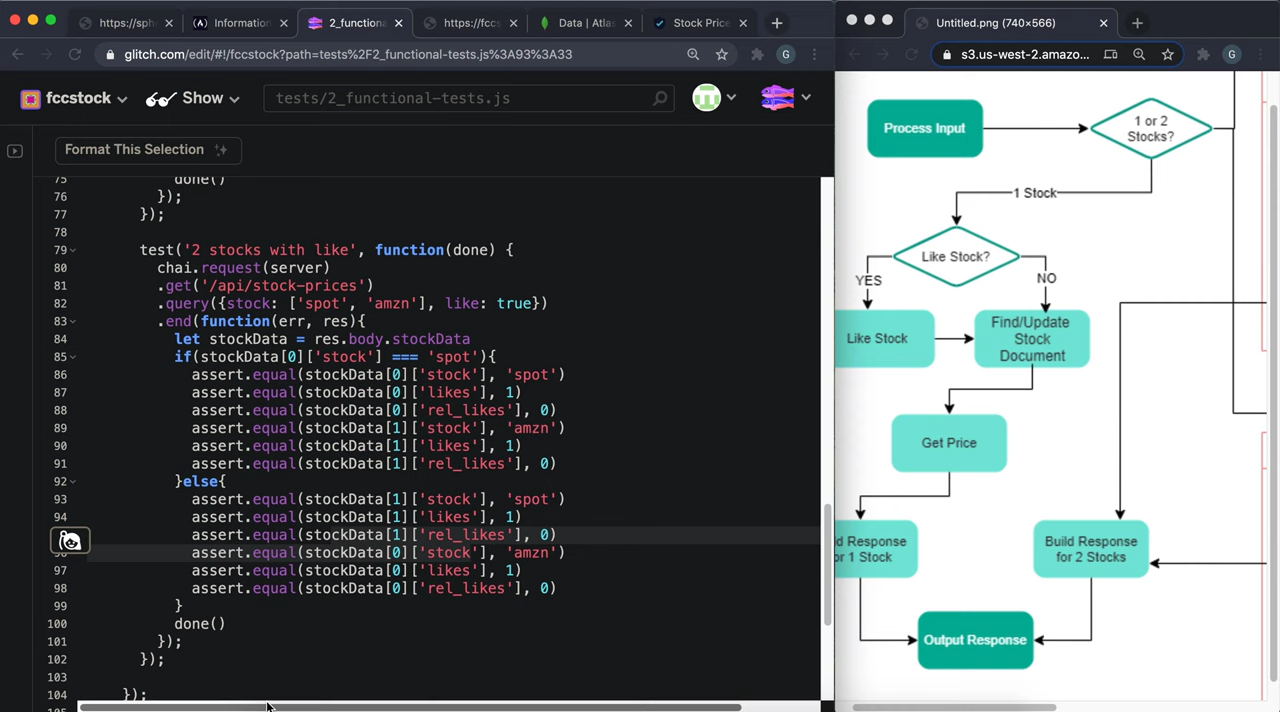 https://sph
Information
2_functiona
https://fccs
Data | Atlas
Stock Price
glitch.com/edit/#!/fccstock?path=tests%2F2_functional-tests.js%3A93%3A33
G
fccstock
Show
tests/2_functional-tests.js
Format This Selection
75 done()
76 });
77 });
78
79 test('2 stocks with like', function(done) {
80 chai.request(server)
81 .get('/api/stock-prices')
82 .query({stock: ['spot', 'amzn'], like: true})
83 .end(function(err, res){
84 let stockData = res.body.stockData
85 if(stockData[0]['stock'] === 'spot'){
86 assert.equal(stockData[0]['stock'], 'spot')
87 assert.equal(stockData[0]['likes'], 1)
88 assert.equal(stockData[0]['rel_likes'], 0)
89 assert.equal(stockData[1]['stock'], 'amzn')
90 assert.equal(stockData[1]['likes'], 1)
91 assert.equal(stockData[1]['rel_likes'], 0)
92 }else{
93 assert.equal(stockData[1]['stock'], 'spot')
94 assert.equal(stockData[1]['likes'], 1)
assert.equal(stockData[1]['rel_likes'], 0)
96 assert.equal(stockData[0]['stock'], 'amzn')
97 assert.equal(stockData[0]['likes'], 1)
98 assert.equal(stockData[0]['rel_likes'], 0)
99 }
100 done()
101 });
102 });
103
104 });
105
Untitled.png (740×566)
s3.us-west-2.amazo...
G
Process Input
1 or 2
Stocks?
1 Stock
Like Stock?
YES
NO
Like Stock
Find/Update
Stock
Document
Get Price
d Response
or 1 Stock
Build Response
for 2 Stocks
Output Response